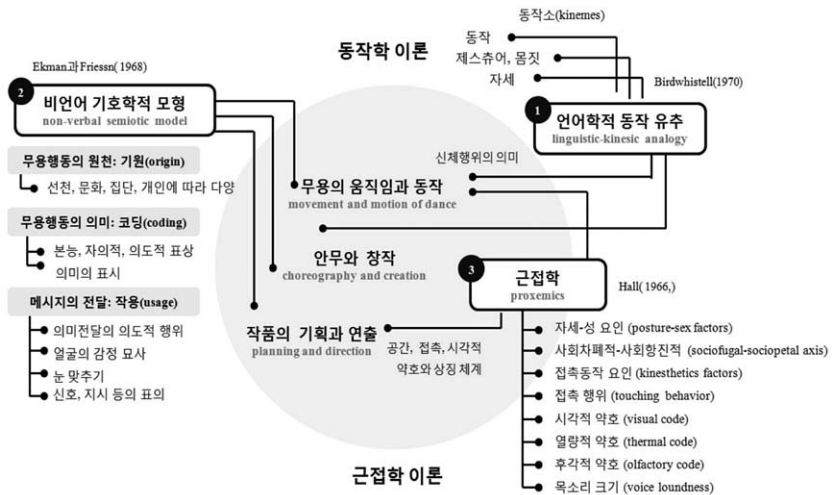 동작학 이론
동작소(kinemes)
동작
제스츄어, 몸짓
자세
Birdwhistell(1970)
1
언어학적 동작 유추
linguistic-kinesic analogy
Ekman과Friessn( 1968)
2
비언어 기호학적 모형
non-verbal semiotic model
무용행동의 원천: 기원(origin)
선천, 문화, 집단, 개인에 따라 다양
무용행동의 의미: 코딩(coding)
본능, 자의적, 의도적 표상
의미의 표시
메시지의 전달: 작용(usage)
의미전달의 의도적 행위
얼굴의 감정 묘사
눈 맞추기
신호, 지시 등의 표의
신체행위의 의미
무용의 움직임과 동작
movement and motion of dance
안무와 창작
choreography and creation
작품의 기획과 연출
planning and direction
공간, 접촉, 시각적
약호와 상징 체계
3
근접학
proxemics
Hall( 1966,)
자세-성 요인 (posture-sex factors)
사회차폐적-사회항진적 (sociofugal-sociopetal axis)
접촉동작 요인 (kinesthetics factors)
접촉 행위 (touching behavior)
시각적 약호 (visual code)
열량적 약호 (thermal code)
후각적 약호 (olfactory code)
목소리 크기 (voice loundness)
근접학 이론